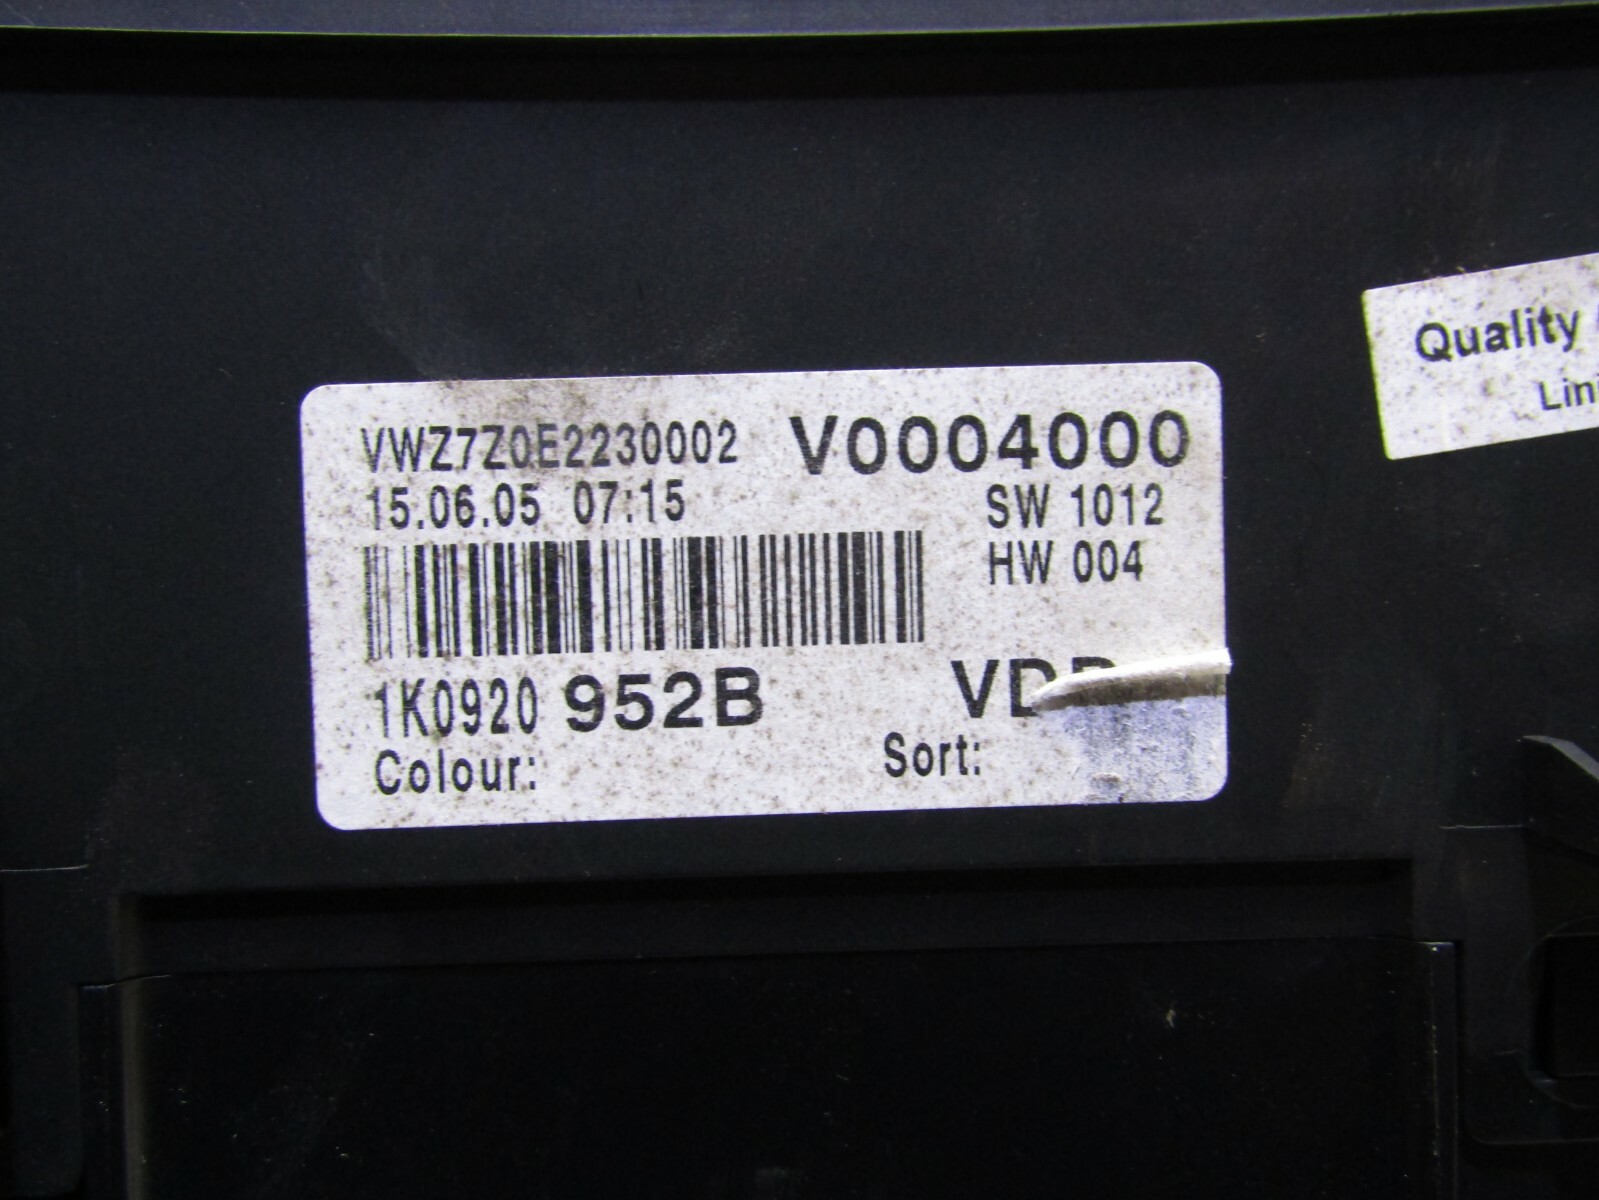 VWZ7Z0E2230002 V0004000
15.06.05 07:15 SW 1012
HW 004
1K0920 952B
Colour: Sort:
Quality